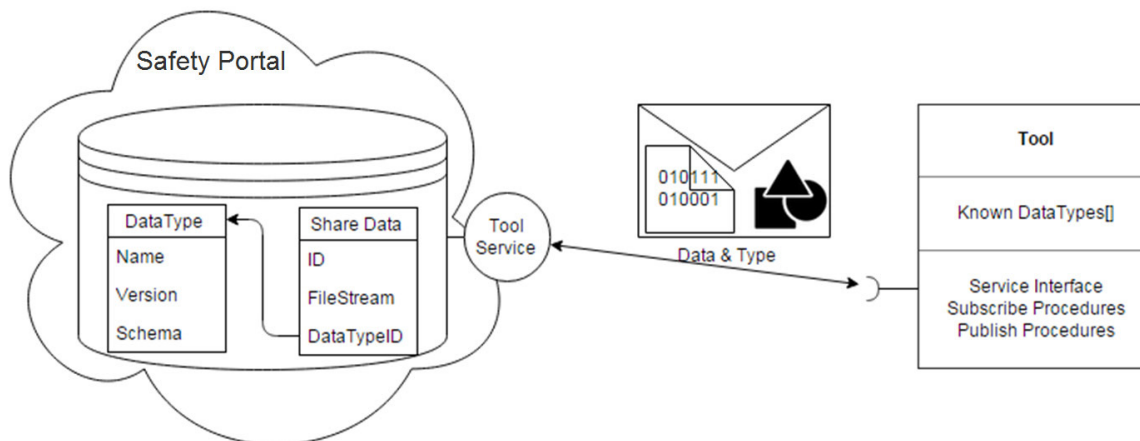 Safety Portal
DataType
Name
Version
Schema
Share Data
ID
FileStream
DataTypeID
Tool
Service
010111
010001
Data & Type
Tool
Known DataTypes[]
Service Interface
Subscribe Procedures
Publish Procedures